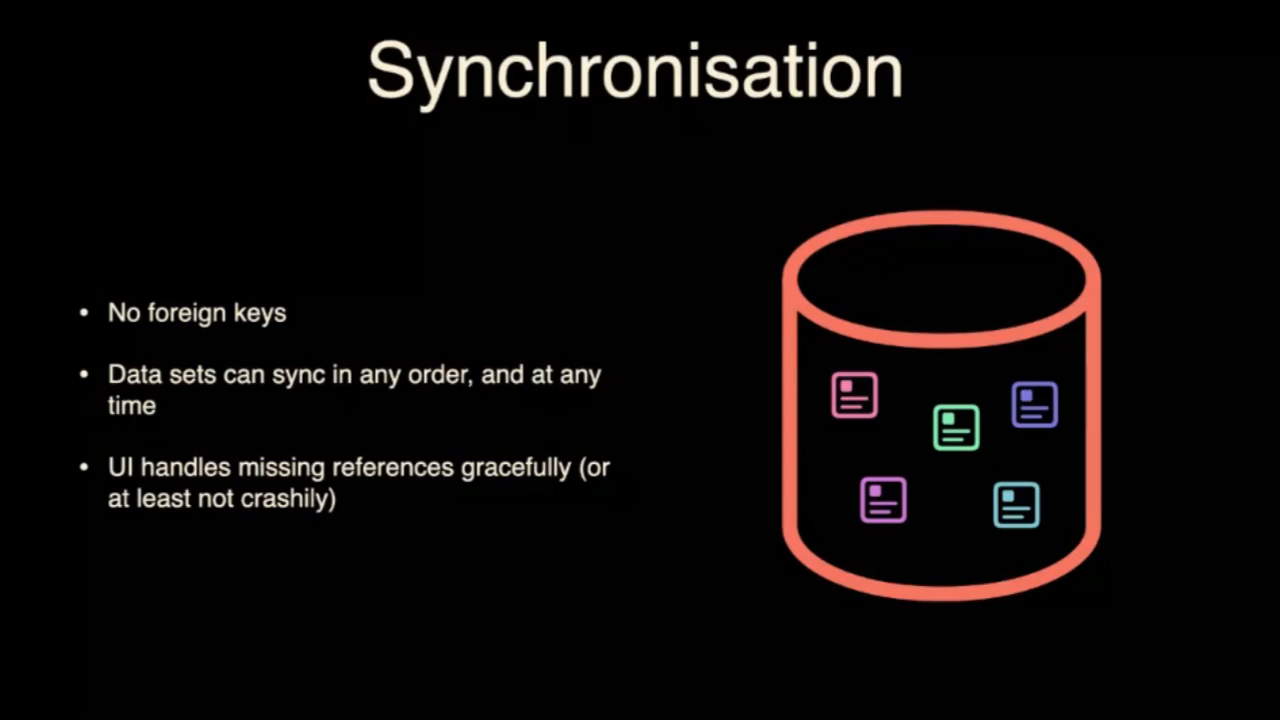 Synchronisation
• No foreign keys
• Data sets can sync in any order, and at any
time
• UI handles missing references gracefully (or
at least not crashily)